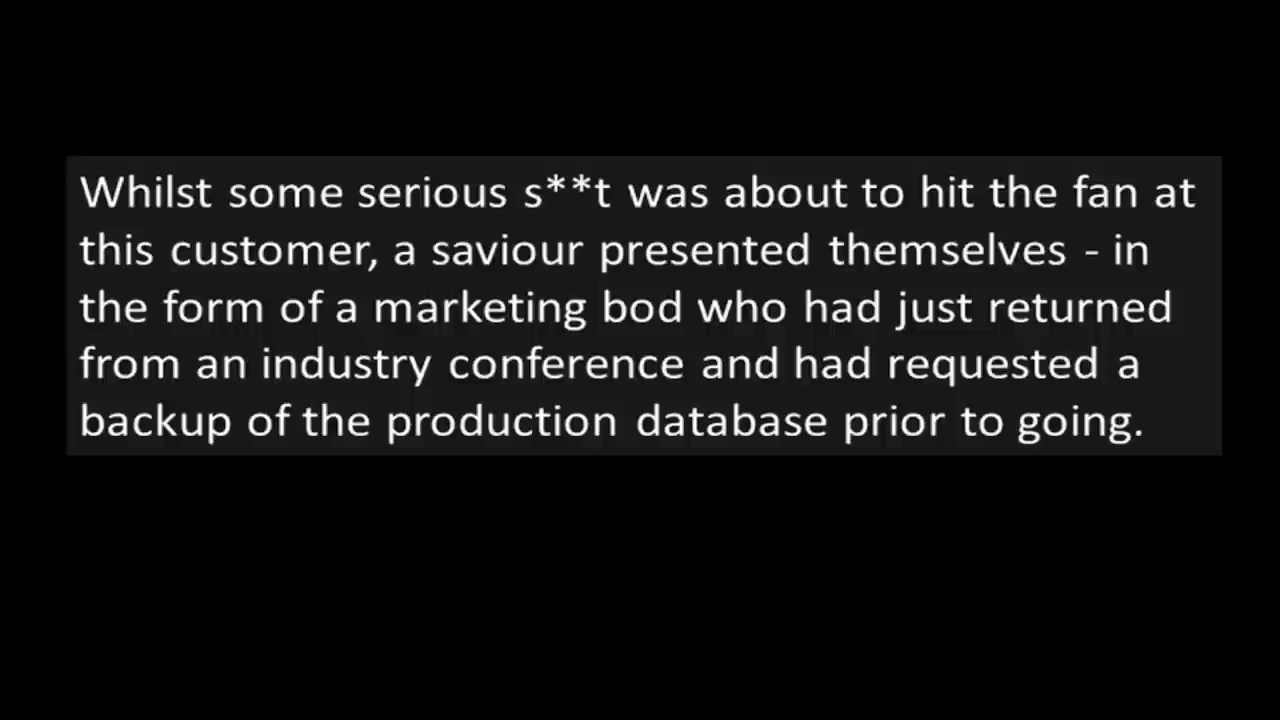 Whilst some serious s**t was about to hit the fan at
this customer, a saviour presented themselves - in
the form of a marketing bod who had just returned
from an industry conference and had requested a
backup of the production database prior to going.